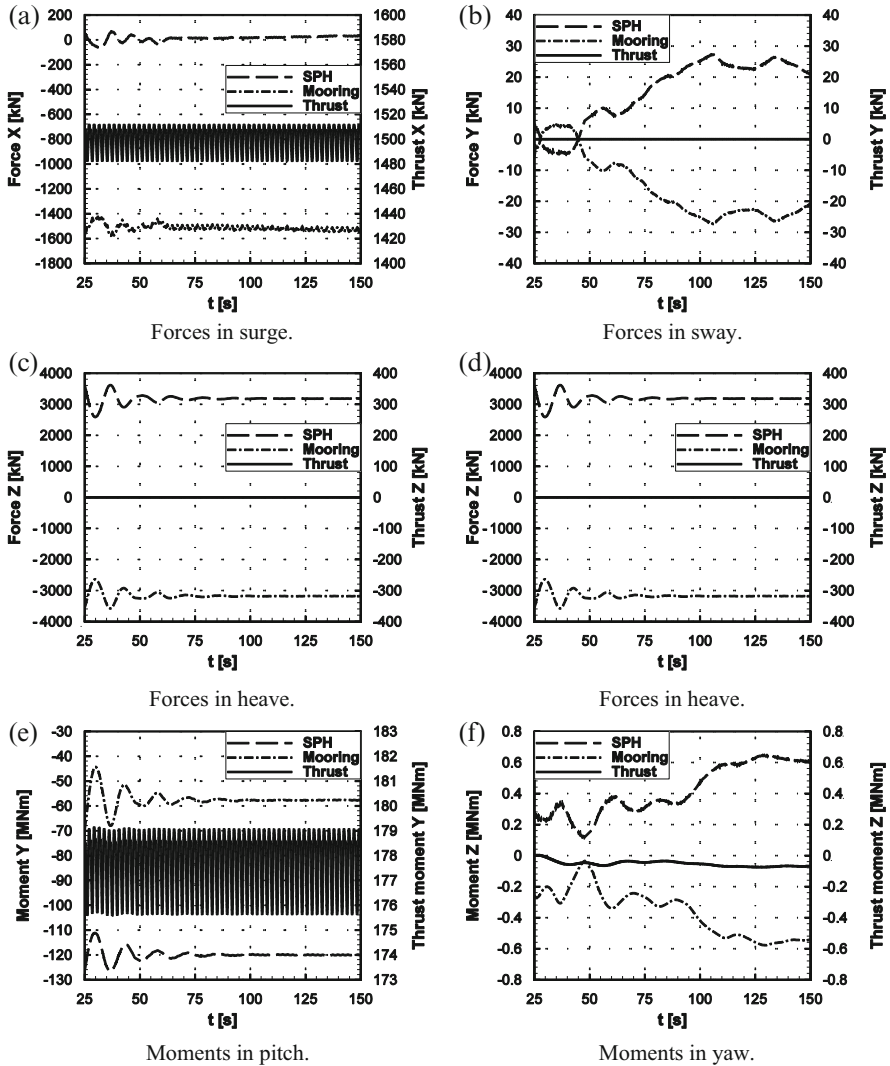 (a)
200
0
-200
-400
-600
-800
-1000
-1200
-1400
-1600
-1800
Force X [kN]
SPH
Mooring
Thrust
1600
1580
1560
1540
1520
1500
1480
1460
1440
1420
1400
Thrust X [kN]
25 50 75 100 125 150
t [s]
Forces in surge.
(b)
40
30
20
10
0
-10
-20
-30
-40
Force Y [kN]
SPH
Mooring
Thrust
40
30
20
10
0
-10
-20
-30
-40
Thrust Y [kN]
25 50 75 100 125 150
t [s]
Forces in sway.
(c)
4000
3000
2000
1000
0
-1000
-2000
-3000
-4000
Force Z [kN]
SPH
Mooring
Thrust
400
300
200
100
0
-100
-200
-300
-400
Thrust Z [kN]
25 50 75 100 125 150
t [s]
Forces in heave.
(d)
4000
3000
2000
1000
0
-1000
-2000
-3000
-4000
Force Z [kN]
SPH
Mooring
Thrust
400
300
200
100
0
-100
-200
-300
-400
Thrust Z [kN]
25 50 75 100 125 150
t [s]
Forces in heave.
(e)
-30
-40
-50
-60
-70
-80
-90
-100
-110
-120
-130
Moment Y [MNm]
SPH
Mooring
Thrust
183
182
181
180
179
178
177
176
175
174
173
Thrust moment Y [MNm]
25 50 75 100 125 150
t [s]
Moments in pitch.
(f)
0.8
0.6
0.4
0.2
0
-0.2
-0.4
-0.6
-0.8
Moment Z [MNm]
SPH
Mooring
Thrust
0.8
0.6
0.4
0.2
0
-0.2
-0.4
-0.6
-0.8
Thrust moment Z [MNm]
25 50 75 100 125 150
t [s]
Moments in yaw.